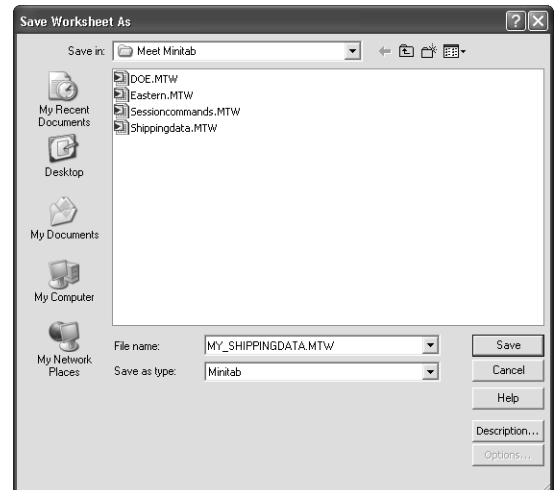 Save Worksheet As
Save in: Meet Minitab
My Recent
Documents
Desktop
My Documents
My Computer
My Network
Places
DOE.MTW
Eastern.MTW
Sessioncommands.MTW
Shippingdata.MTW
File name: MY_SHIPPINGDATA.MTW Save
Save as type: Minitab Cancel
Help
Description...
Options...